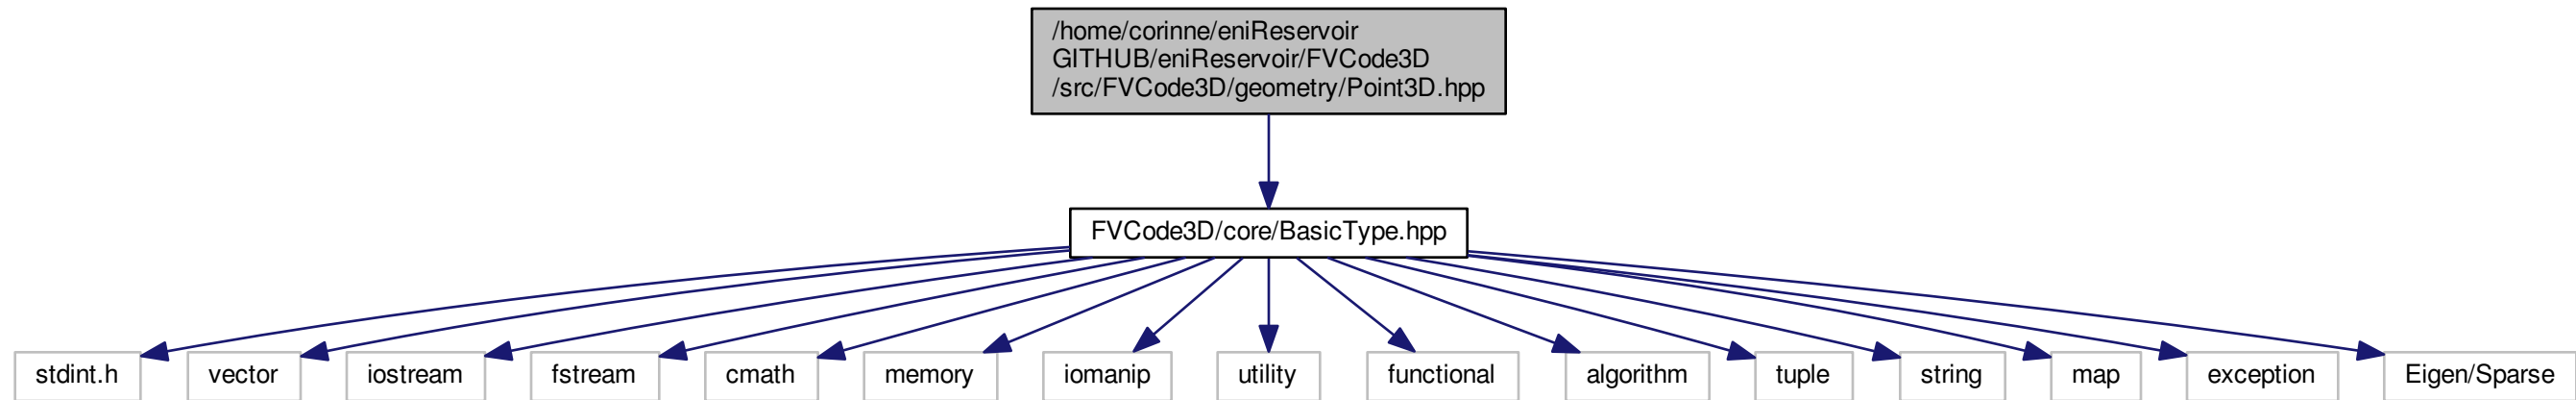 /home/corinne/eniReservoir
GITHUB/eniReservoir/FVCode3D
/src/FVCode3D/geometry/Point3D.hpp
FVCode3D/core/BasicType.hpp
stdint.h
vector
iostream
fstream
cmath
memory
iomanip
utility
functional
algorithm
tuple
string
map
exception
Eigen/Sparse